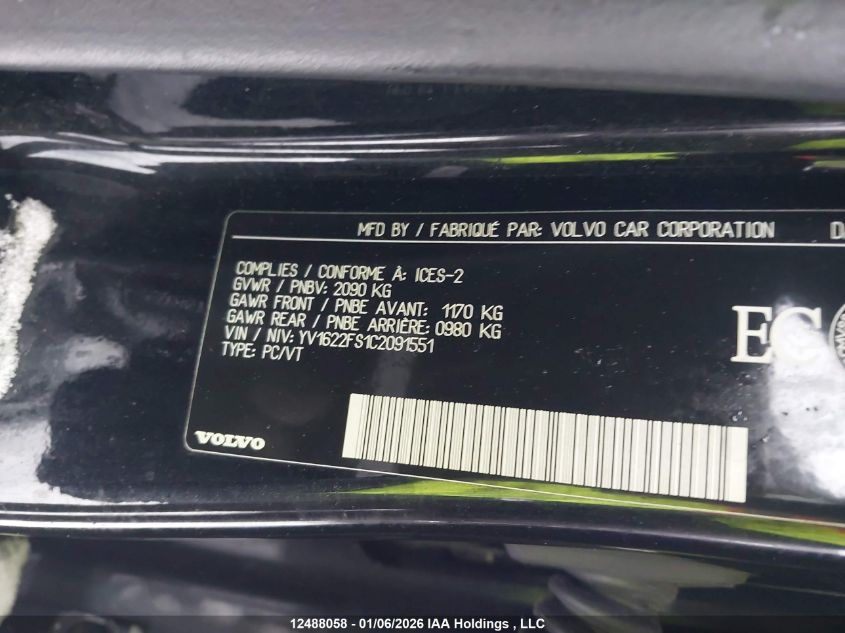 MFD BY / FABRIQUÉ PAR: VOLVO CAR CORPORATION
COMPLIES / CONFORME À: ICES-2
GVWR / PNBV: 2090 KG
GAWR FRONT / PNBE AVANT: 1170 KG
GAWR REAR / PNBE ARRIÈRE: 0980 KG
VIN / NIV: YV1622FS1C2091551
TYPE: PC/VT
EC
VOLVO
12488058 - 01/06/2026 IAA Holdings , LLC